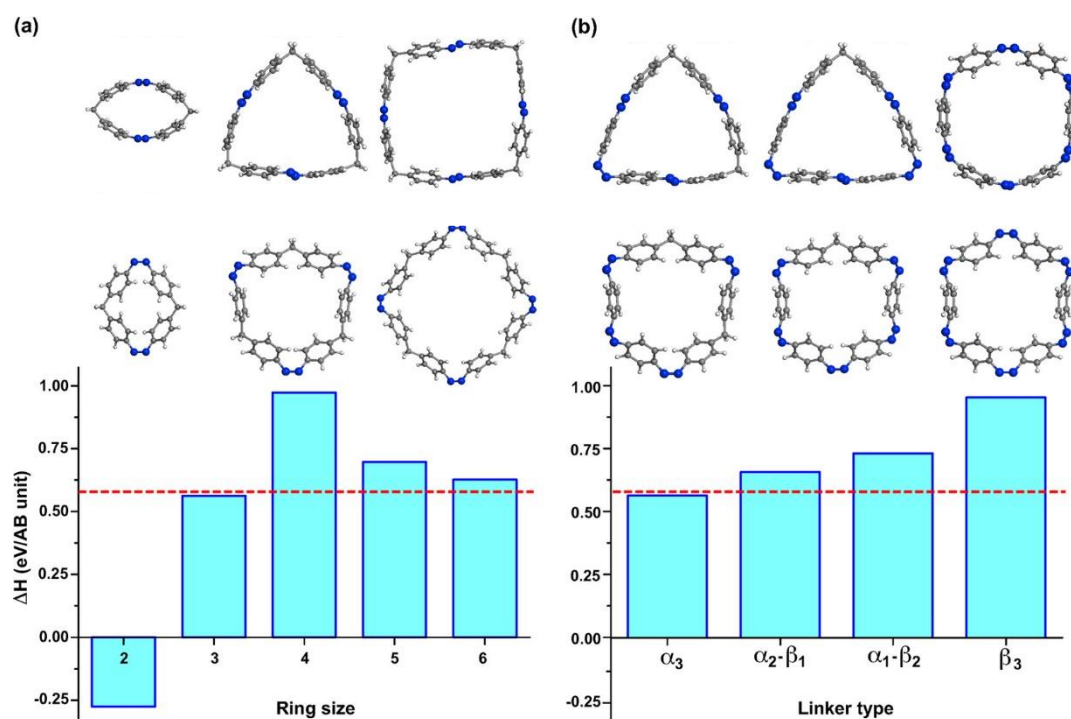 (a)
(b)
1.00
0.75
0.50
0.25
0.00
-0.25
ΔH (eV/AB unit)
2
3
4
5
6
Ring size
1.00
0.75
0.50
0.25
0.00
-0.25
α₃
α₂-β₁
α₁-β₂
β₃
Linker type